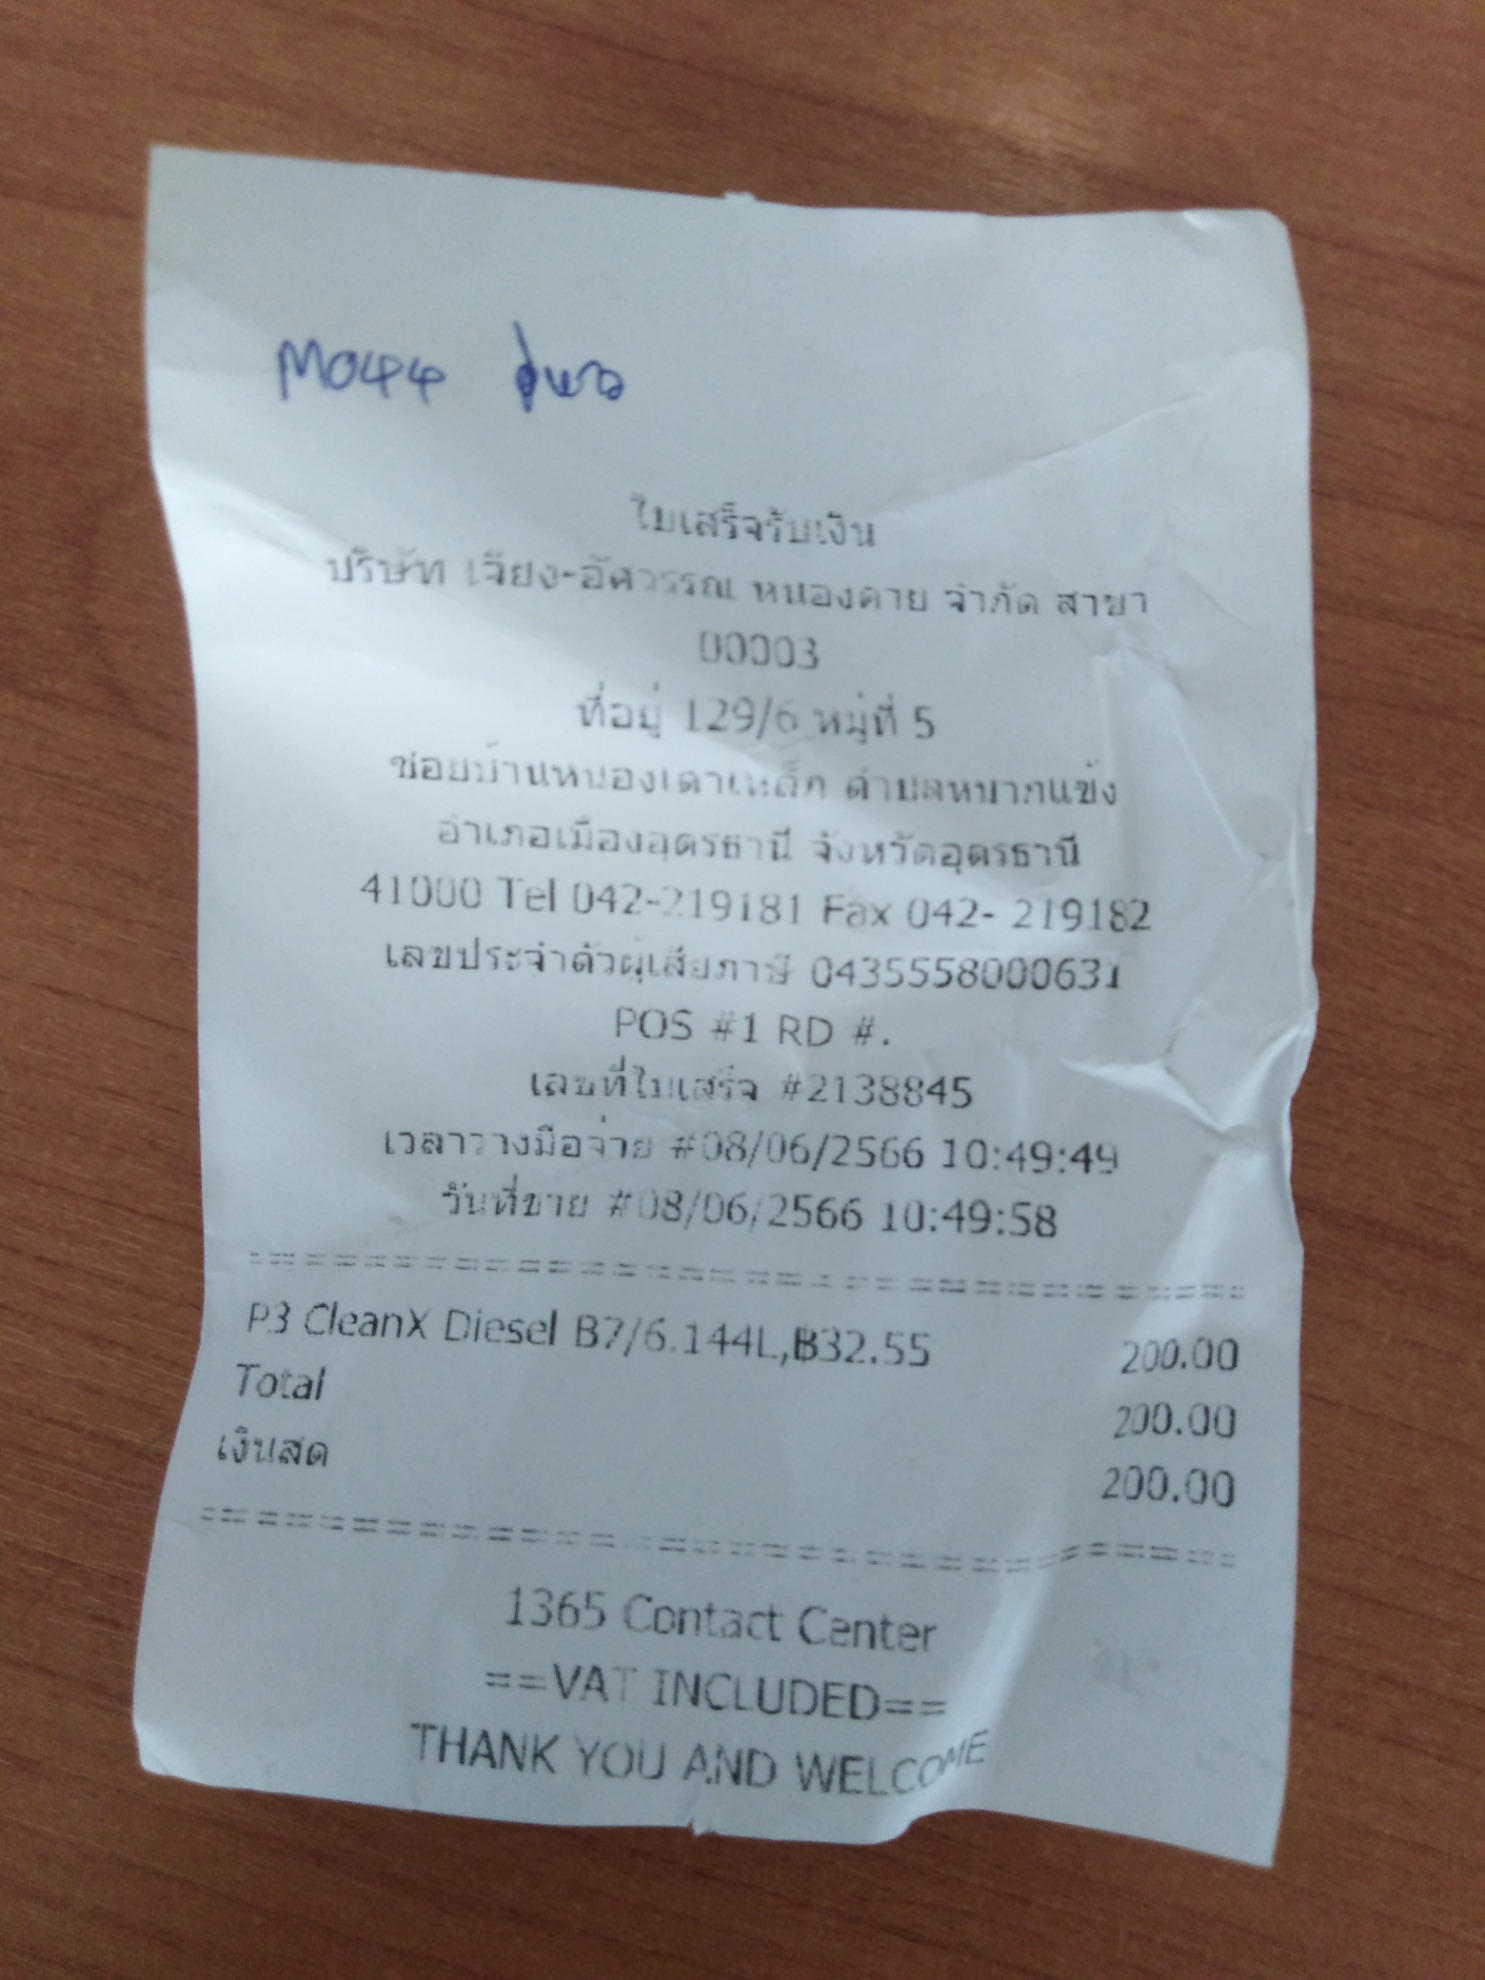 M044
ใบเสร็จรับเงิน
บริษัท เจียง-อัศวรรณ หนองคาย จำกัด สาขา
00003
ที่อยู่ 129/6 หมู่ที่ 5
ซอยบ้านหนองเตาเหล็ก ตำบลหมากแข้ง
อำเภอเมืองอุดรธานี จังหวัดอุดรธานี
41000 Tel 042-219181 Fax 042- 219182
เลขประจำตัวผู้เสียภาษี 0435558000631
POS #1 RD #.
เลขที่ใบเสร็จ #2138845
เวลาวางมือจ่าย #08/06/2566 10:49:49
วันที่ขาย #08/06/2566 10:49:58
P3 CleanX Diesel B7/6.144L,฿32.55 200.00
Total 200.00
เงินสด 200.00
1365 Contact Center
==VAT INCLUDED==
THANK YOU AND WELCOME